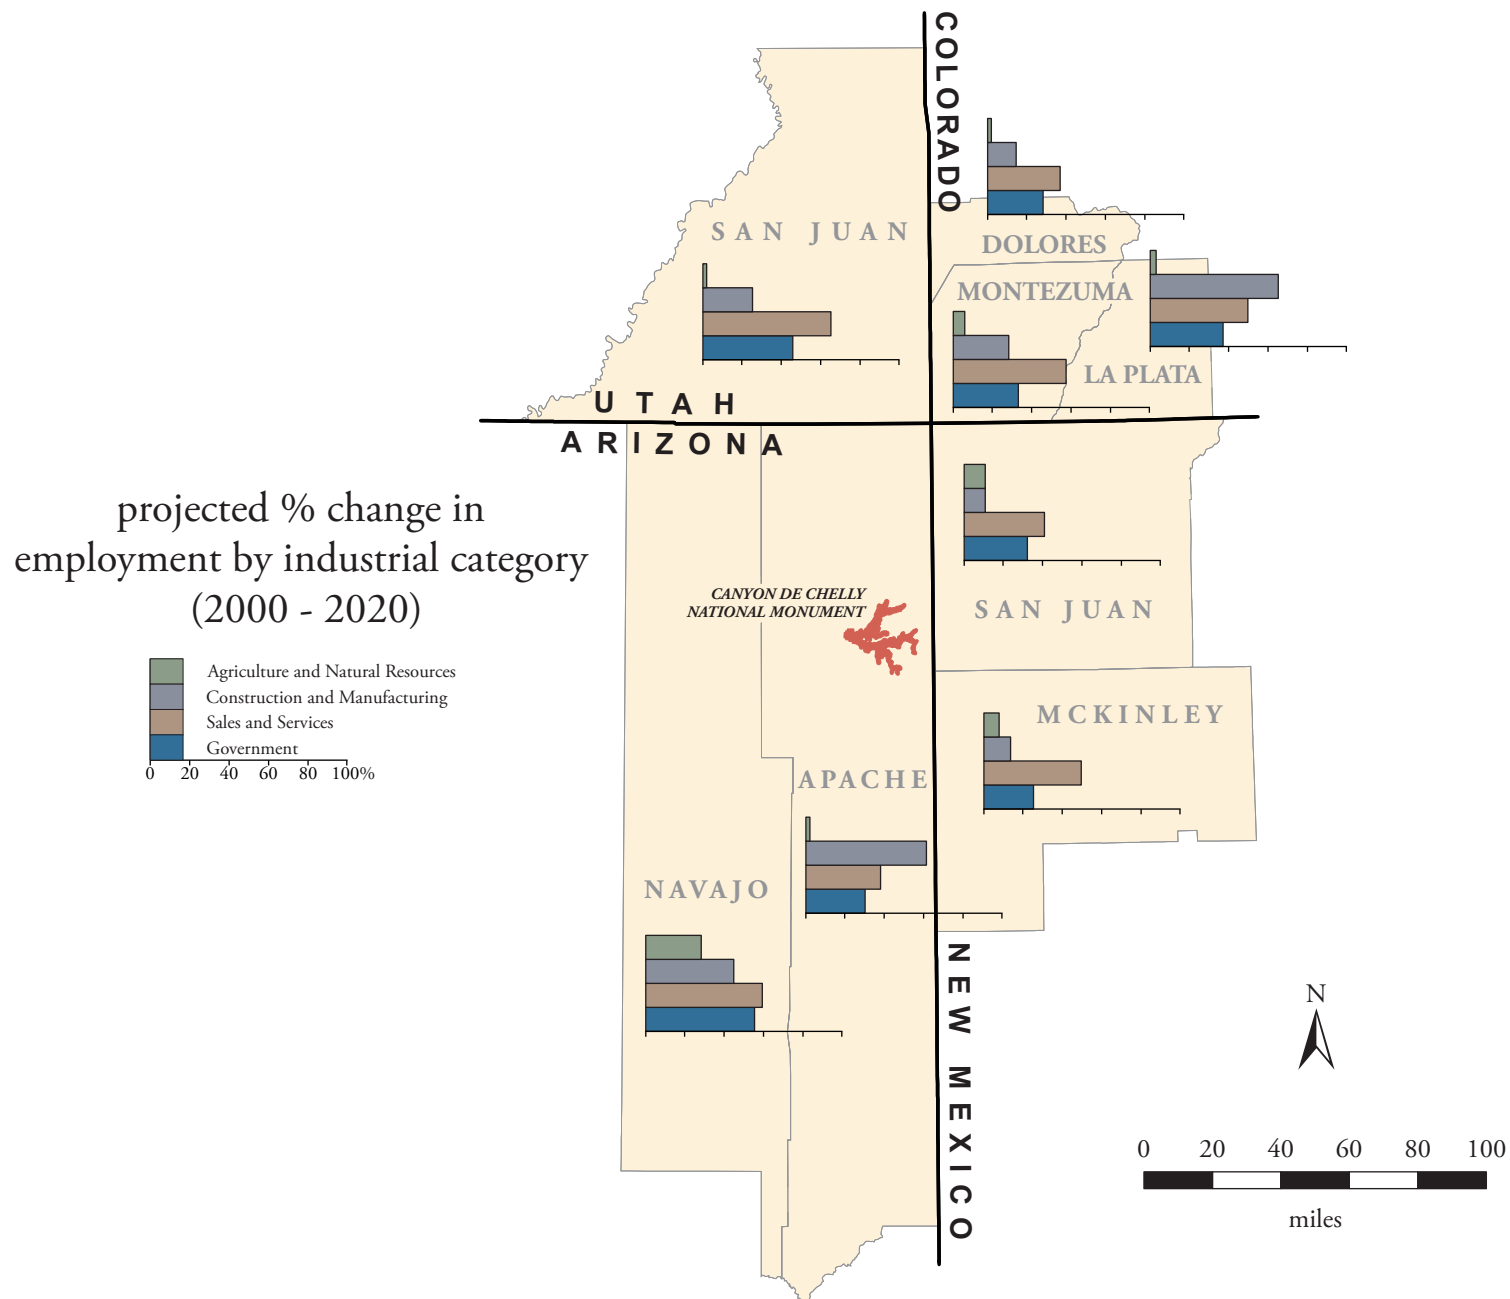 COLORADO
SAN JUAN
DOLORES
MONTEZUMA
LA PLATA
UTAH
ARIZONA
projected % change in
employment by industrial category
(2000 - 2020)
CANYON DE CHELLY
NATIONAL MONUMENT
SAN JUAN
Agriculture and Natural Resources
Construction and Manufacturing
Sales and Services
Government
0 20 40 60 80 100%
MCKINLEY
APACHE
NAVAJO
NEW MEXICO
N
0 20 40 60 80 100
miles